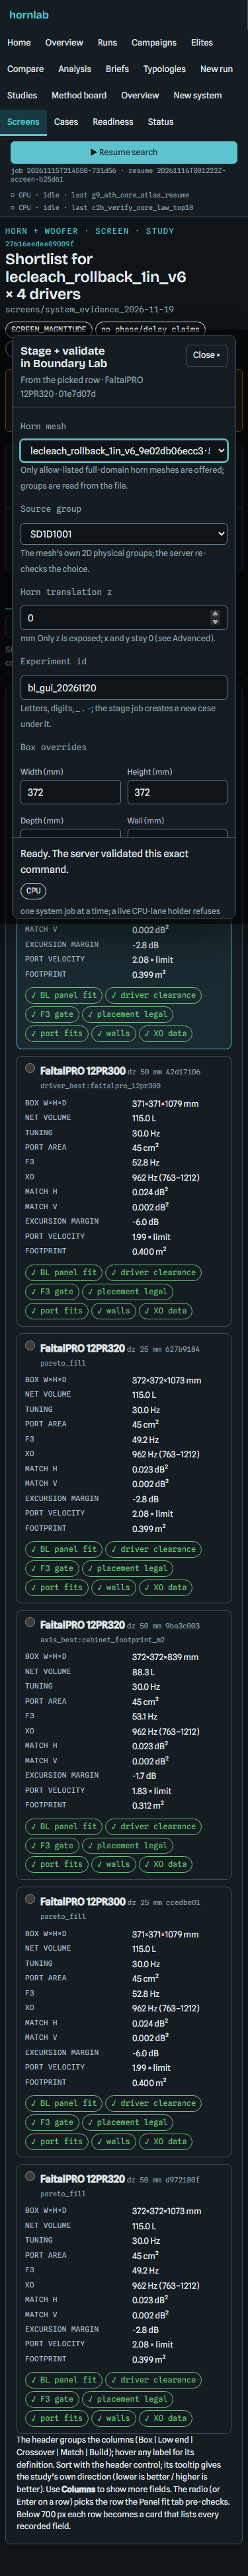 hornlab
Home Overview Runs Campaigns Elites
Compare Analysis Briefs Typologies New run
Studies Method board Overview New system
Screens Cases Readiness Status
▶ Resume search
job 20261115T214550-731d56 · resume 20261116T001222Z-
screen-b25d61
GPU · idle · last g9_ath_core_atlas_resume
CPU · idle · last c2b_verify_core_law_top10
HORN + WOOFER · SCREEN · STUDY
27616eedee09009f
Shortlist for
lecleach_rollback_1in_v6
× 4 drivers
screens/system_evidence_2026-11-19
SCREEN_MAGNITUDE no phase/delay claims
Stage + validate
in Boundary Lab
Close ×
From the picked row · FaitalPRO
12PR320 · 01e7d07d
Horn mesh
lecleach_rollback_1in_v6_9e02db06ecc3
Only allow-listed full-domain horn meshes are offered;
groups are read from the file.
Source group
SD1D1001
The mesh's own 2D physical groups; the server re-
checks the choice.
Horn translation z
0
mm Only z is exposed; x and y stay 0 (see Advanced).
Experiment id
bl_gui_20261120
Letters, digits, _ . -; the stage job creates a new case
under it.
Box overrides
Width (mm) Height (mm)
372 372
Depth (mm) Wall (mm)
Ready. The server validated this exact
command.
CPU
one system job at a time; a live CPU-lane holder refuses
MATCH V 0.002 dB²
EXCURSION MARGIN -2.8 dB
PORT VELOCITY 2.08 × limit
FOOTPRINT 0.399 m²
✓ BL panel fit ✓ driver clearance
✓ F3 gate ✓ placement legal
✓ port fits ✓ walls ✓ XO data
FaitalPRO 12PR300 dz 50 mm 42d17106
driver_best:faitalpro_12pr300
BOX W×H×D 371×371×1079 mm
NET VOLUME 115.0 L
TUNING 30.0 Hz
PORT AREA 45 cm²
F3 52.8 Hz
XO 962 Hz (763–1212)
MATCH H 0.024 dB²
MATCH V 0.002 dB²
EXCURSION MARGIN -6.0 dB
PORT VELOCITY 1.99 × limit
FOOTPRINT 0.400 m²
✓ BL panel fit ✓ driver clearance
✓ F3 gate ✓ placement legal
✓ port fits ✓ walls ✓ XO data
FaitalPRO 12PR320 dz 25 mm 627b9184
pareto_fill
BOX W×H×D 372×372×1073 mm
NET VOLUME 115.0 L
TUNING 30.0 Hz
PORT AREA 45 cm²
F3 49.2 Hz
XO 962 Hz (763–1212)
MATCH H 0.023 dB²
MATCH V 0.002 dB²
EXCURSION MARGIN -2.8 dB
PORT VELOCITY 2.08 × limit
FOOTPRINT 0.399 m²
✓ BL panel fit ✓ driver clearance
✓ F3 gate ✓ placement legal
✓ port fits ✓ walls ✓ XO data
FaitalPRO 12PR320 dz 50 mm 9ba3c003
axis_best:cabinet_footprint_m2
BOX W×H×D 372×372×839 mm
NET VOLUME 88.3 L
TUNING 30.0 Hz
PORT AREA 45 cm²
F3 53.1 Hz
XO 962 Hz (763–1212)
MATCH H 0.023 dB²
MATCH V 0.002 dB²
EXCURSION MARGIN -1.7 dB
PORT VELOCITY 1.83 × limit
FOOTPRINT 0.312 m²
✓ BL panel fit ✓ driver clearance
✓ F3 gate ✓ placement legal
✓ port fits ✓ walls ✓ XO data
FaitalPRO 12PR300 dz 25 mm ccedbe01
pareto_fill
BOX W×H×D 371×371×1079 mm
NET VOLUME 115.0 L
TUNING 30.0 Hz
PORT AREA 45 cm²
F3 52.8 Hz
XO 962 Hz (763–1212)
MATCH H 0.024 dB²
MATCH V 0.002 dB²
EXCURSION MARGIN -6.0 dB
PORT VELOCITY 1.99 × limit
FOOTPRINT 0.400 m²
✓ BL panel fit ✓ driver clearance
✓ F3 gate ✓ placement legal
✓ port fits ✓ walls ✓ XO data
FaitalPRO 12PR320 dz 50 mm d972180f
pareto_fill
BOX W×H×D 372×372×1073 mm
NET VOLUME 115.0 L
TUNING 30.0 Hz
PORT AREA 45 cm²
F3 49.2 Hz
XO 962 Hz (763–1212)
MATCH H 0.023 dB²
MATCH V 0.002 dB²
EXCURSION MARGIN -2.8 dB
PORT VELOCITY 2.08 × limit
FOOTPRINT 0.399 m²
✓ BL panel fit ✓ driver clearance
✓ F3 gate ✓ placement legal
✓ port fits ✓ walls ✓ XO data
The header groups the columns (Box | Low end |
Crossover | Match | Build); hover any label for its
definition. Sort with the header control; its tooltip gives
the study's own direction (lower is better / higher is
better). Use Columns to show more fields. The radio (or
Enter on a row) picks the row the Panel fit tab pre-checks.
Below 700 px each row becomes a card that lists every
recorded field.